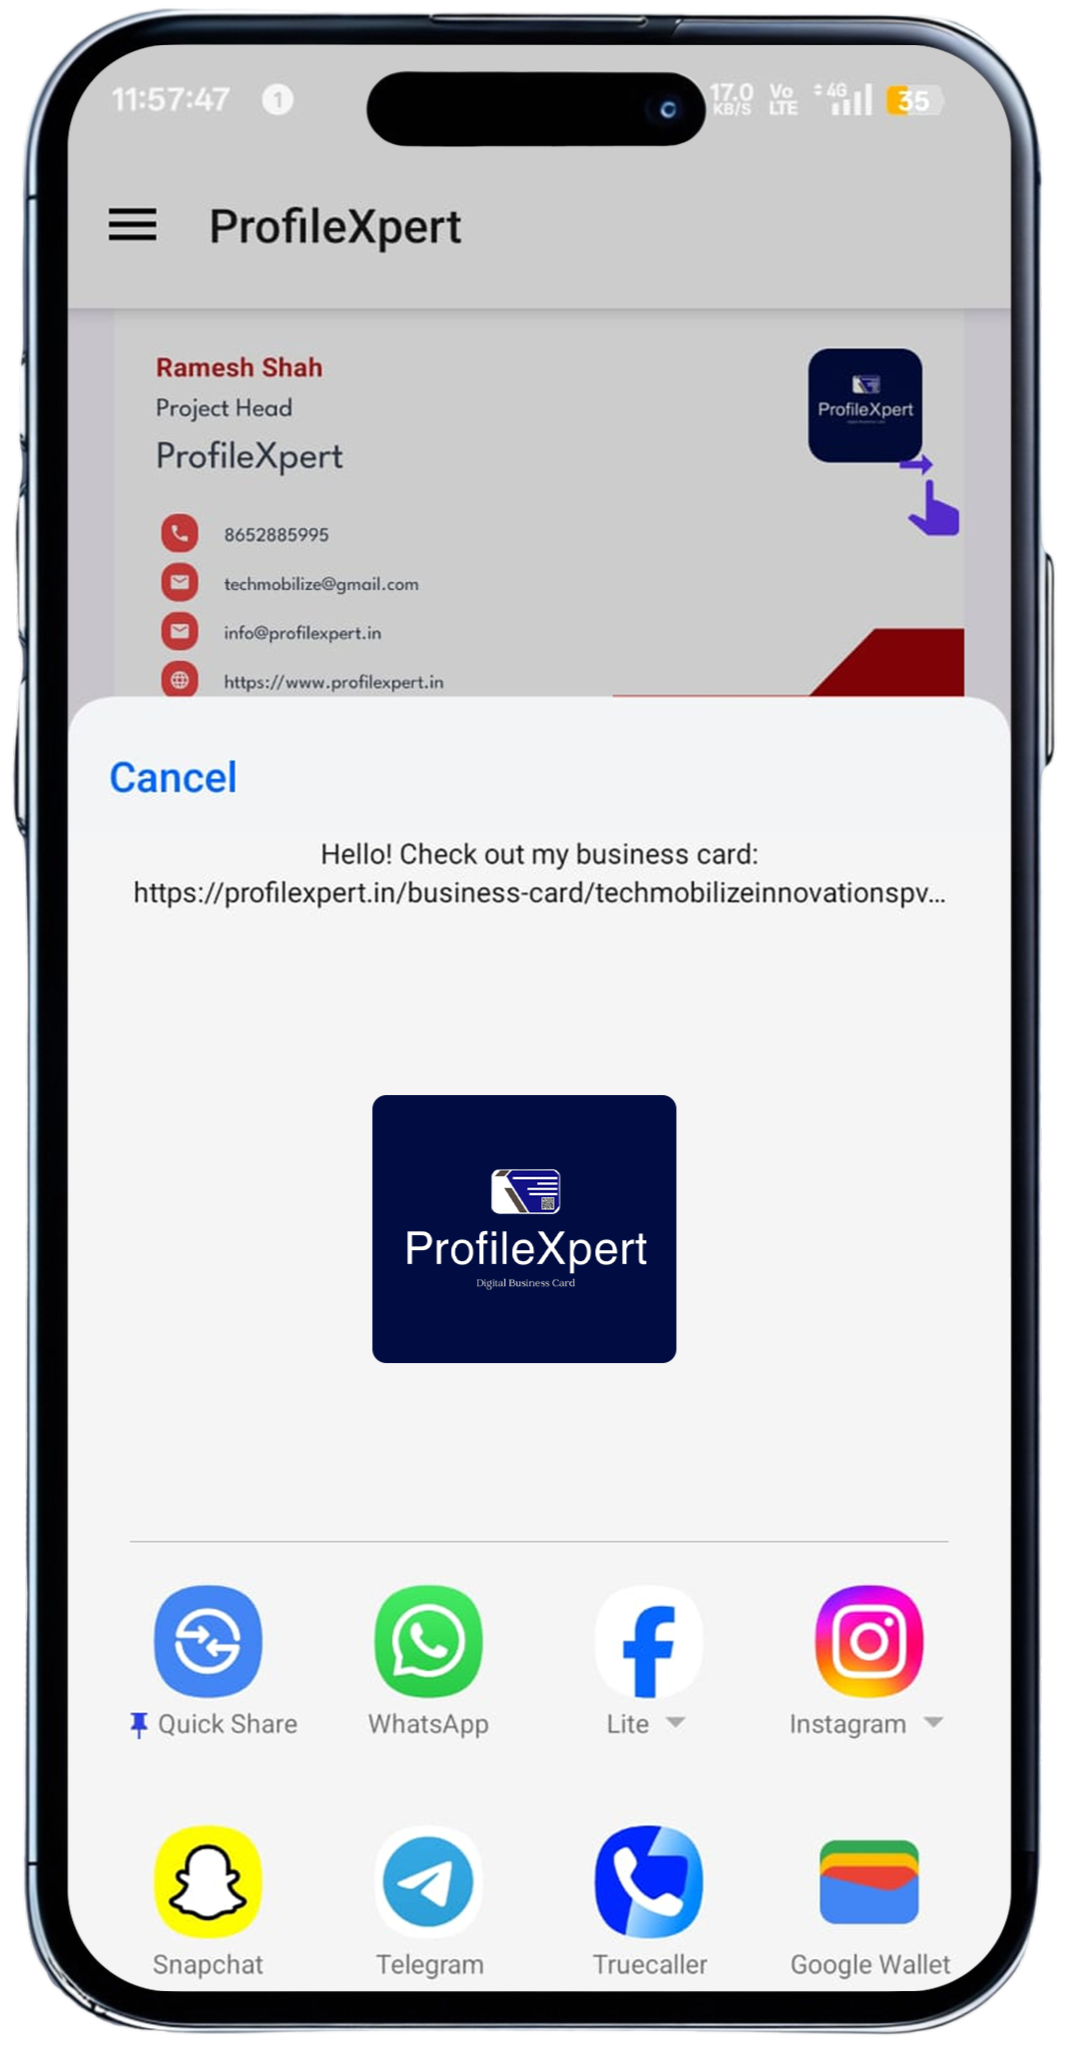 11:57:47 1 17.0 KB/S Vo LTE 4G 35
ProfileXpert
Ramesh Shah
Project Head
ProfileXpert
ProfileXpert
8652885995
techmobilize@gmail.com
info@profilexpert.in
https://www.profilexpert.in
Cancel
Hello! Check out my business card:
https://profilexpert.in/business-card/techmobilizeinnovationspv...
ProfileXpert
Digital Business Card
Quick Share WhatsApp Lite Instagram
Snapchat Telegram Truecaller Google Wallet